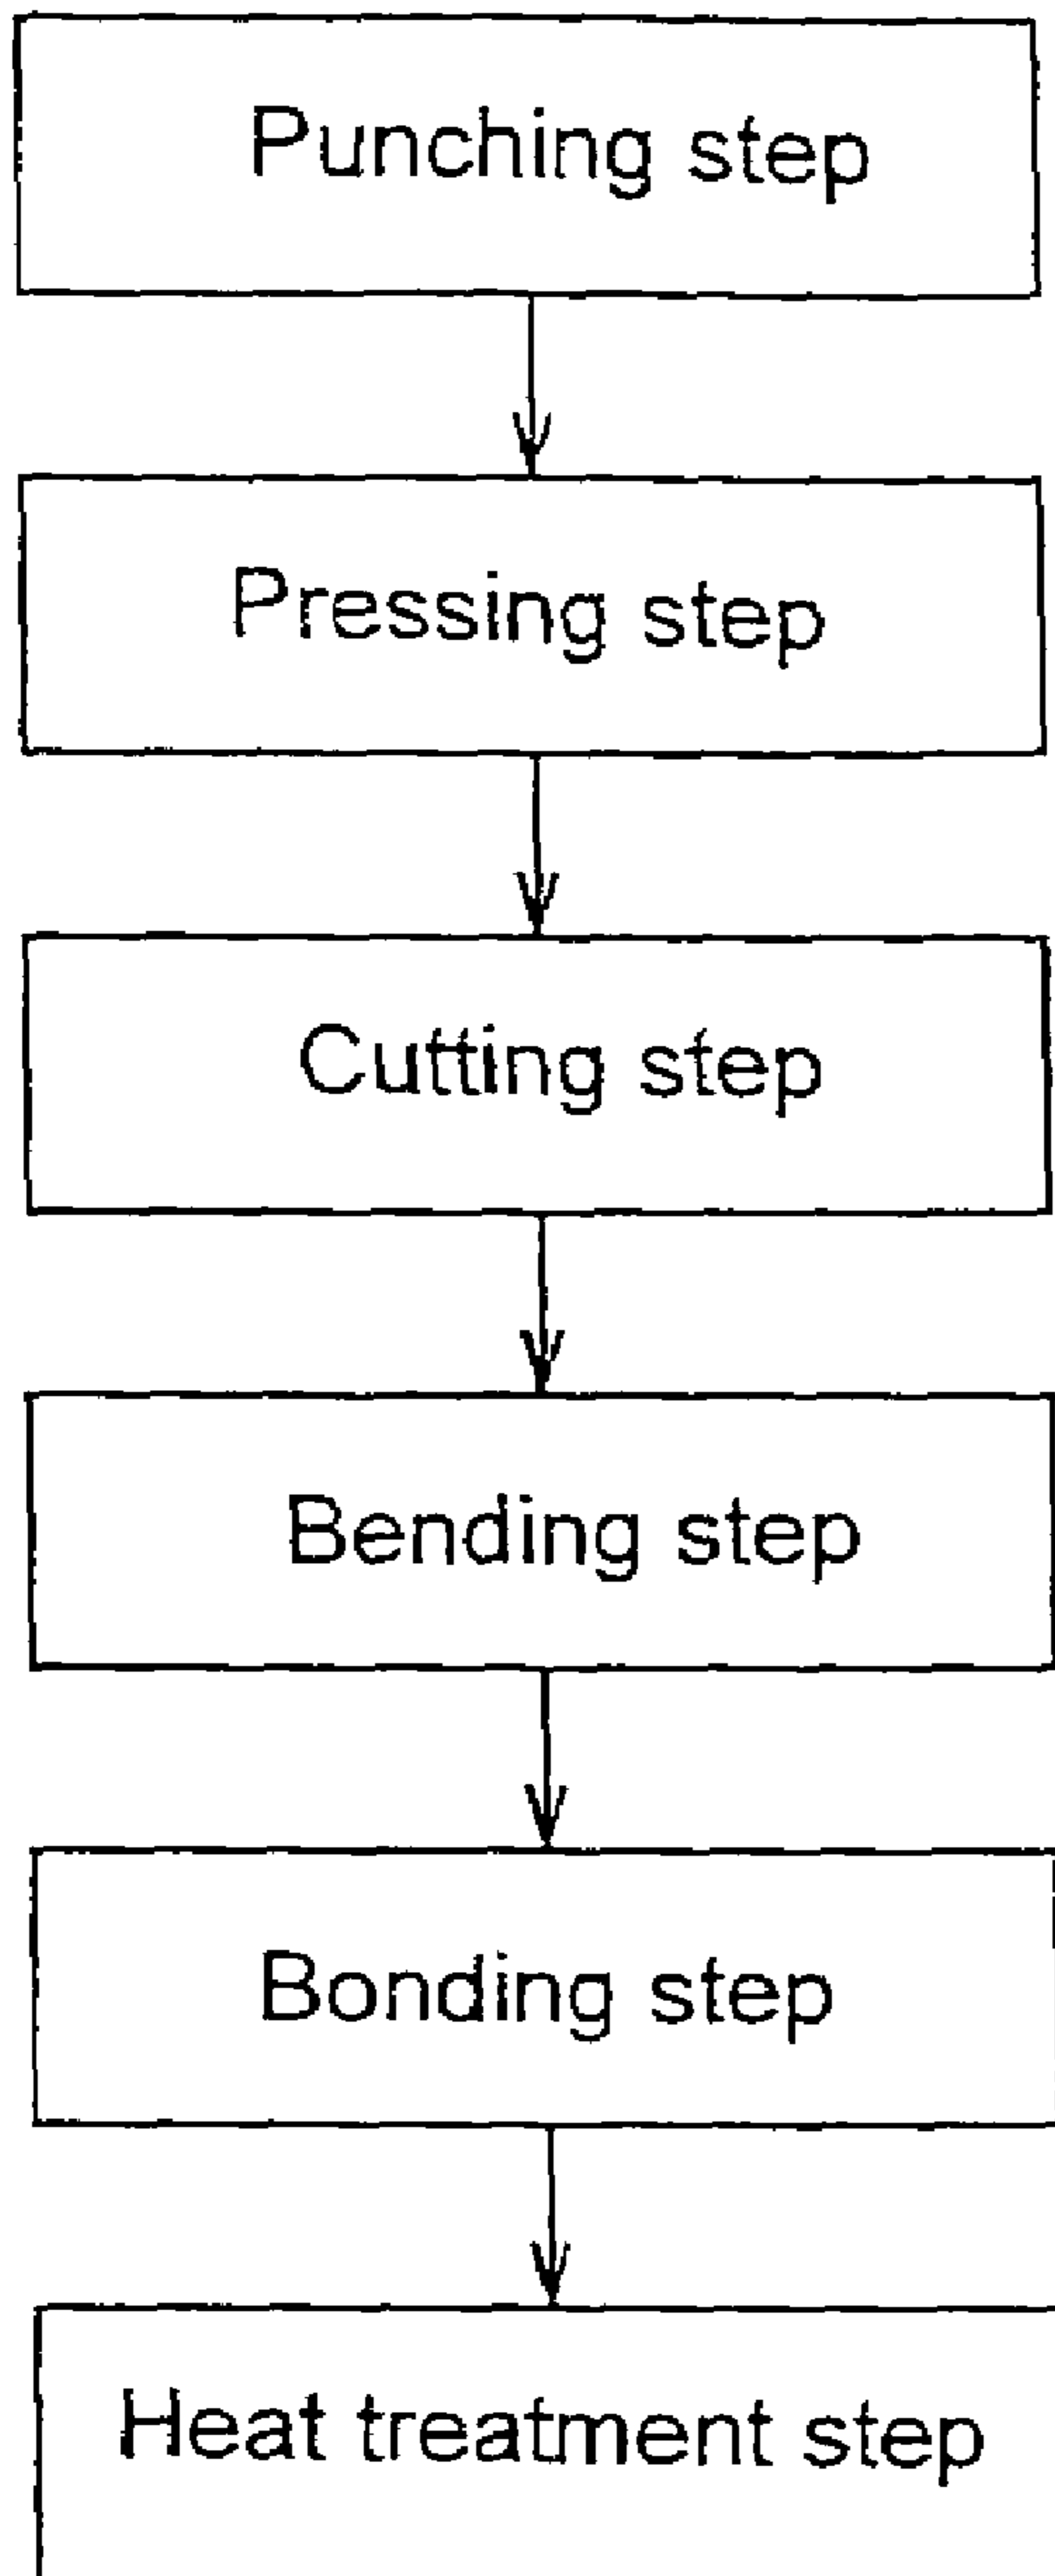 Punching step
Pressing step
Cutting step
Bending step
Bonding step
Heat treatment step